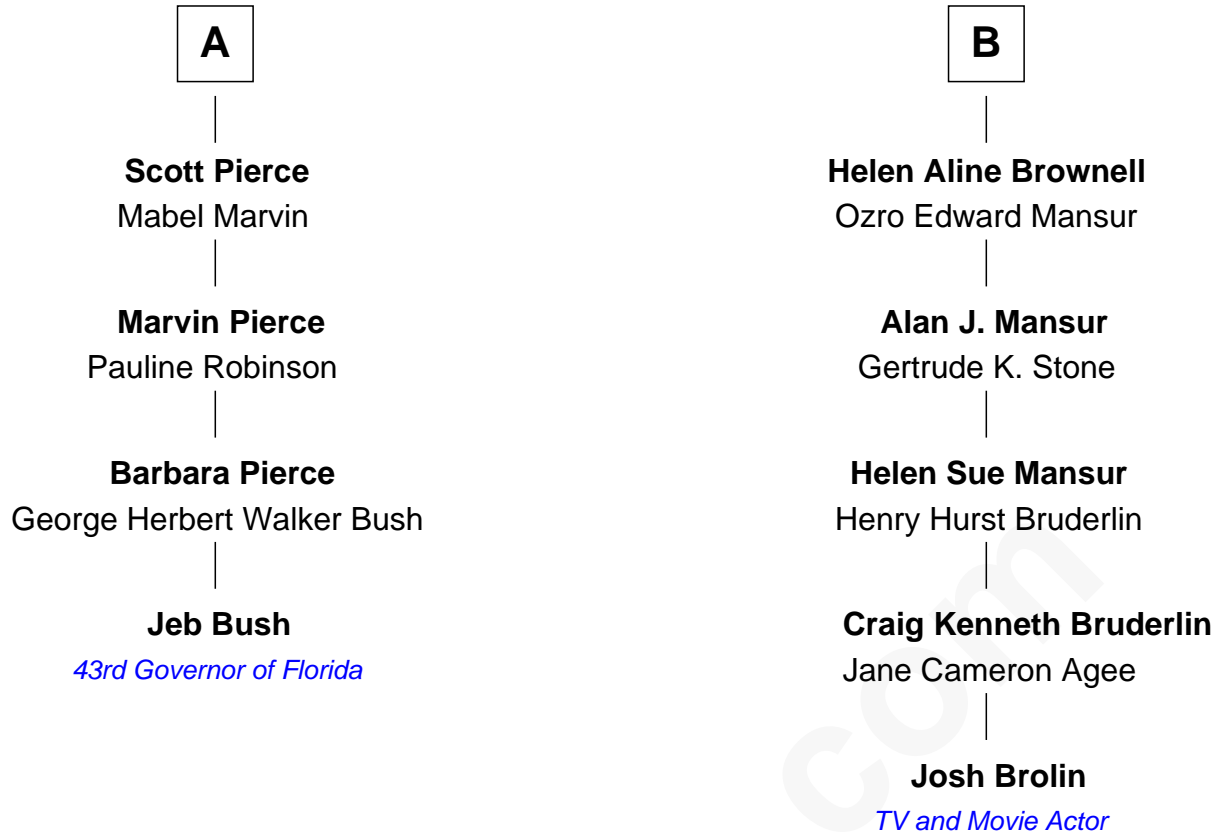 A
Scott Pierce
Mabel Marvin
Marvin Pierce
Pauline Robinson
Barbara Pierce
George Herbert Walker Bush
Jeb Bush
43rd Governor of Florida
B
Helen Aline Brownell
Ozro Edward Mansur
Alan J. Mansur
Gertrude K. Stone
Helen Sue Mansur
Henry Hurst Bruderlin
Craig Kenneth Bruderlin
Jane Cameron Agee
Josh Brolin
TV and Movie Actor
com